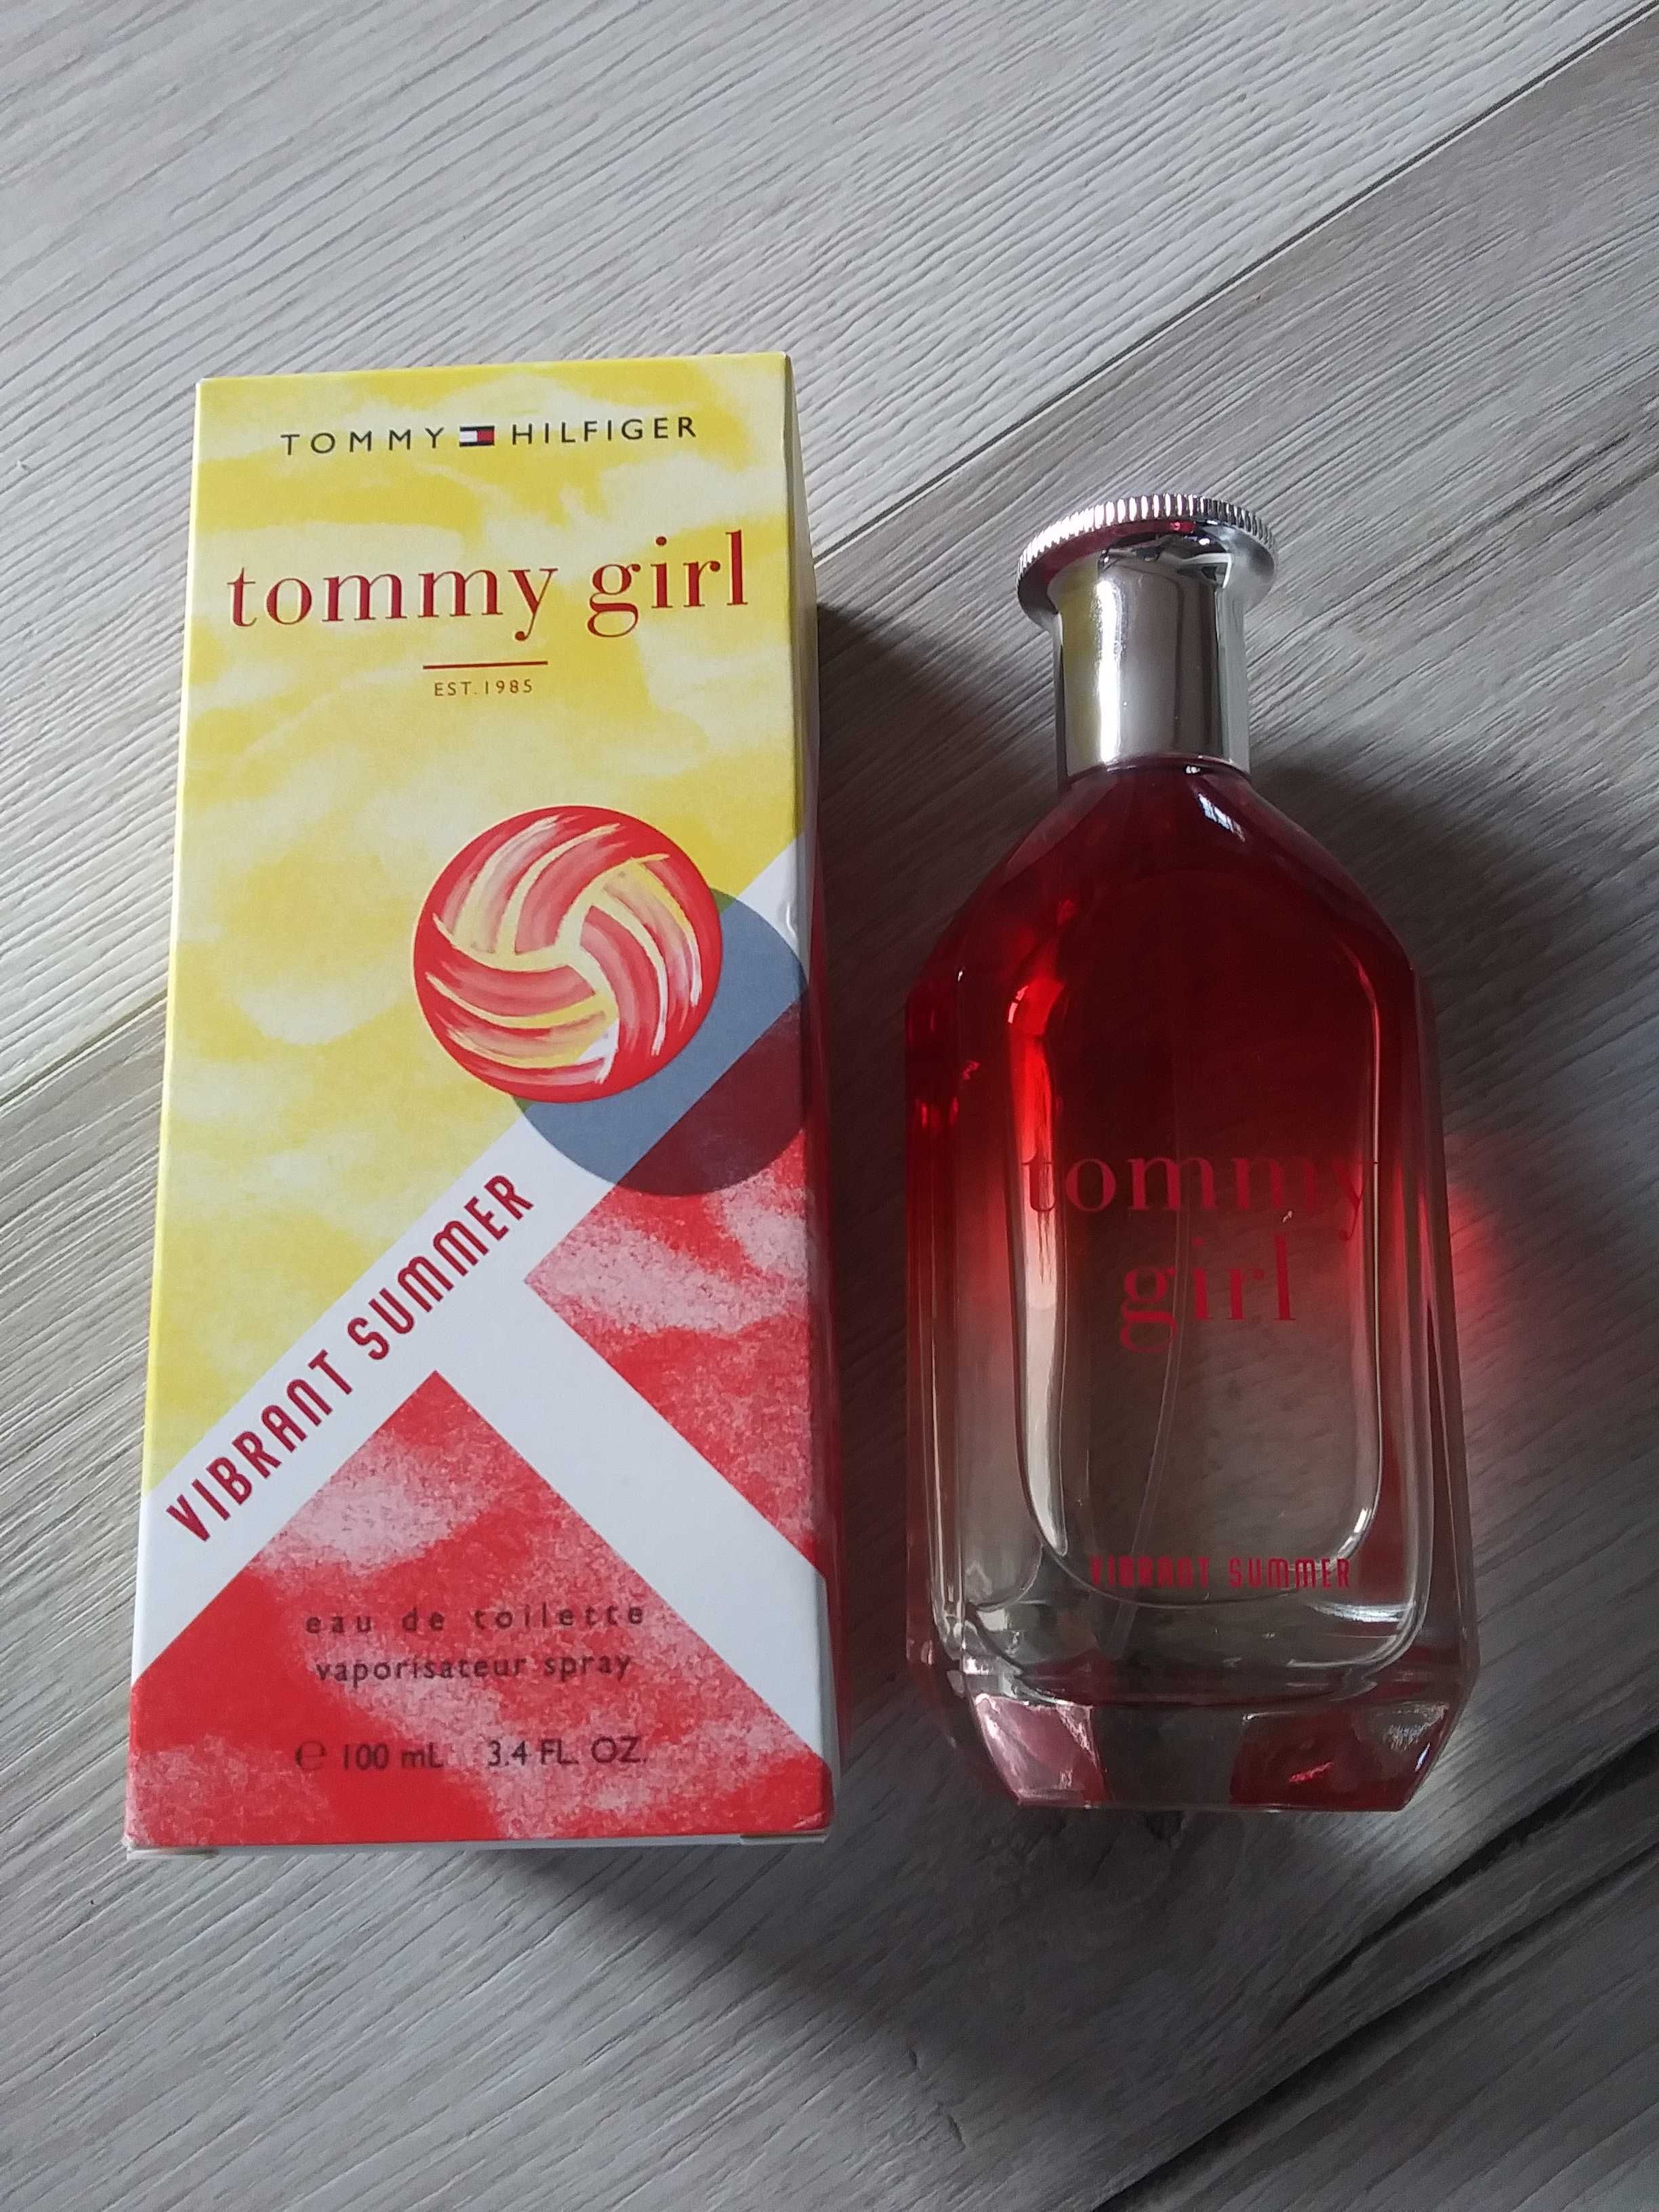 TOMMY HILFIGER
tommy girl
EST. 1985
VIBRANT SUMMER
eau de toilette
vaporisateur spray
℮ 100 mL 3.4 FL. OZ.
tommy
girl
VIBRANT SUMMER